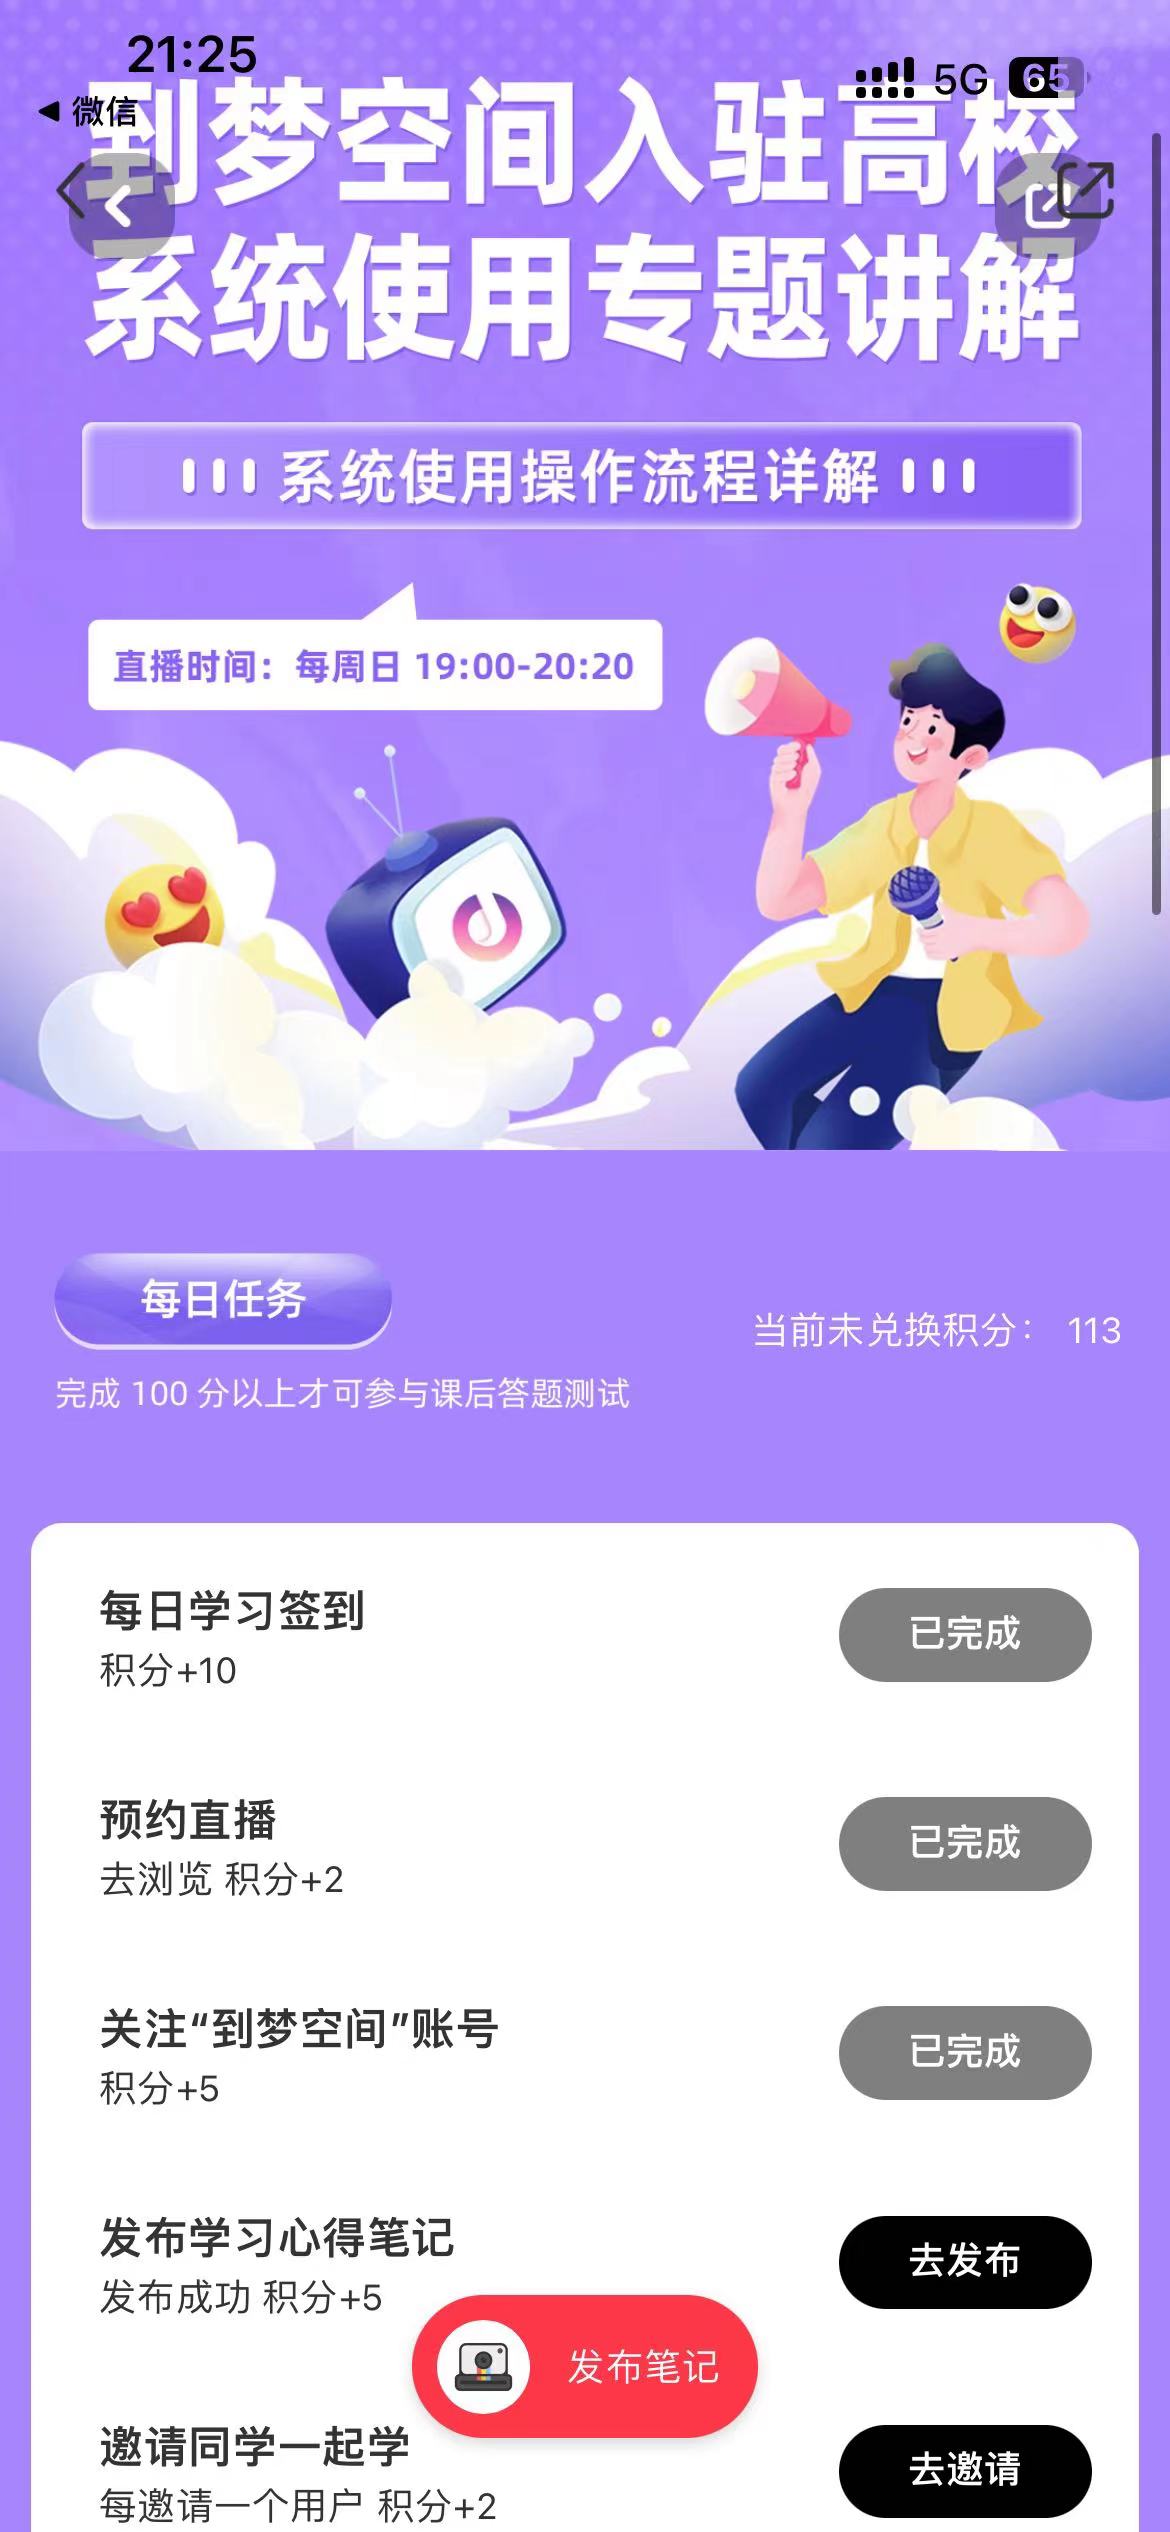 21:25
5G
65
微信
到梦空间入驻高校
系统使用专题讲解
系统使用操作流程详解
直播时间：每周日 19:00-20:20
每日任务
当前未兑换积分： 113
完成 100 分以上才可参与课后答题测试
每日学习签到
积分+10
已完成
预约直播
去浏览 积分+2
已完成
关注“到梦空间”账号
积分+5
已完成
发布学习心得笔记
发布成功 积分+5
去发布
发布笔记
邀请同学一起学
每邀请一个用户 积分+2
去邀请